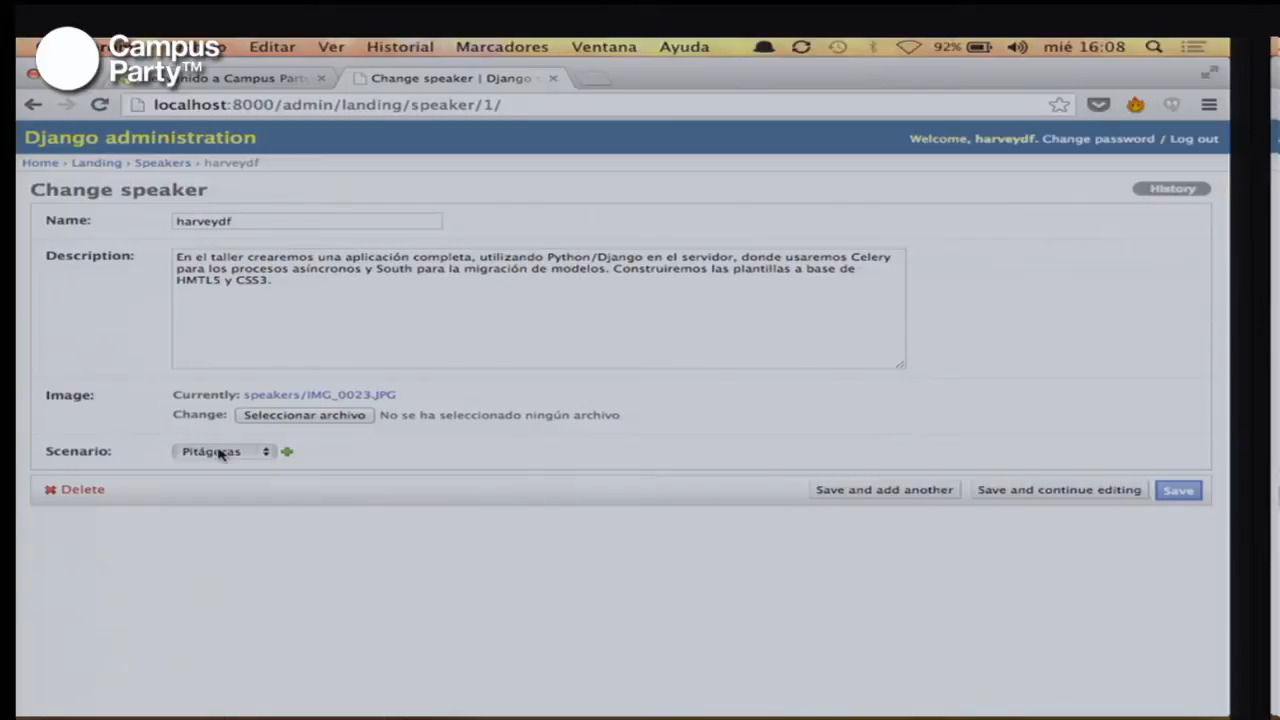 Campus
Party™
Editar Ver Historial Marcadores Ventana Ayuda 92% mié 16:08
nido a Campus Part × Change speaker | Django ×
localhost:8000/admin/landing/speaker/1/
Django administration
Welcome, harveydf. Change password / Log out
Home › Landing › Speakers › harveydf
Change speaker
History
Name: harveydf
Description: En el taller crearemos una aplicación completa, utilizando Python/Django en el servidor, donde usaremos Celery
para los procesos asíncronos y South para la migración de modelos. Construiremos las plantillas a base de
HMTL5 y CSS3.
Image: Currently: speakers/IMG_0023.JPG
Change: Seleccionar archivo No se ha seleccionado ningún archivo
Scenario: Pitágoras
Delete
Save and add another Save and continue editing Save